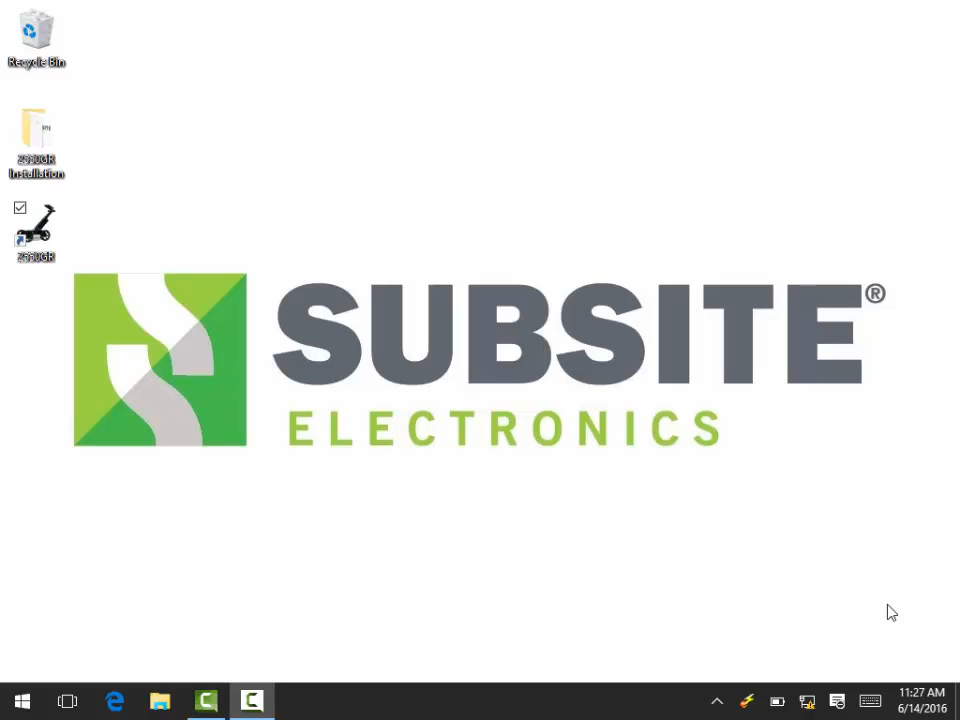 Recycle Bin
2550GR
Installation
2550GR
SUBSITE®
ELECTRONICS
11:27 AM
6/14/2016